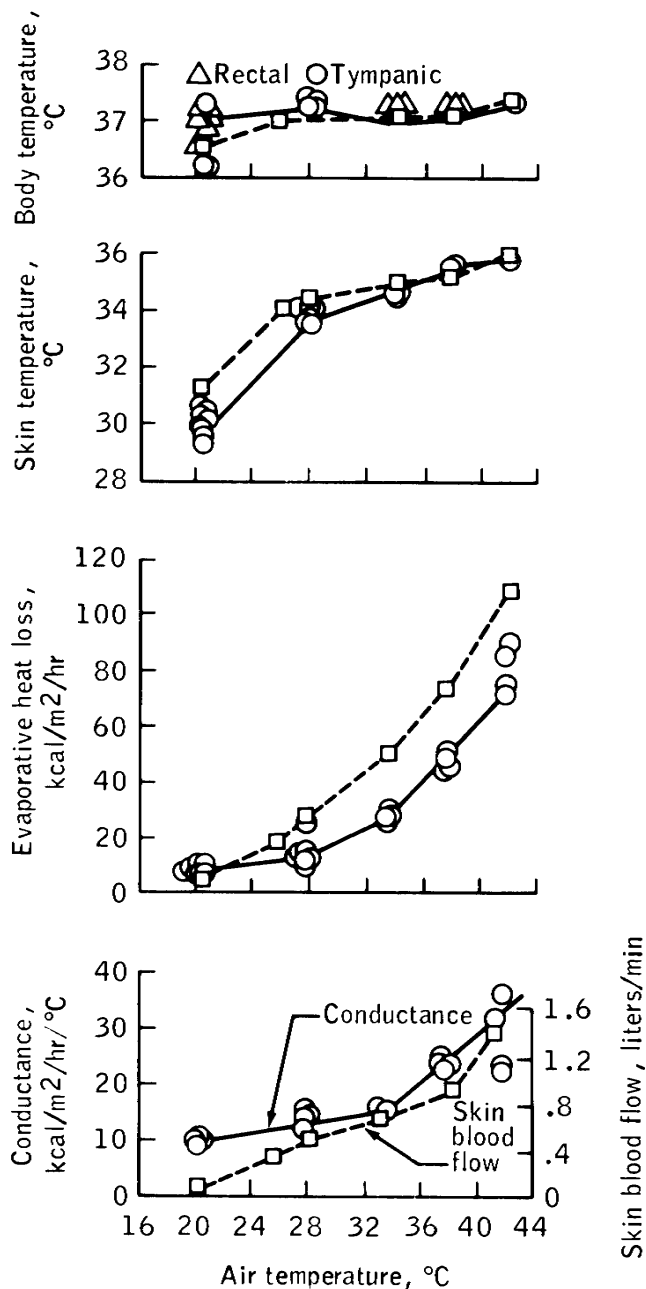 Rectal Tympanic
Body temperature,
°C
38
37
36
Skin temperature,
°C
36
34
32
30
28
Evaporative heat loss,
kcal/m2/hr
120
100
80
60
40
20
0
Conductance,
kcal/m2/hr/°C
40
30
20
10
0
Conductance
Skin
blood
flow
1.6
1.2
.8
.4
0
Skin blood flow, liters/min
16 20 24 28 32 36 40 44
Air temperature, °C